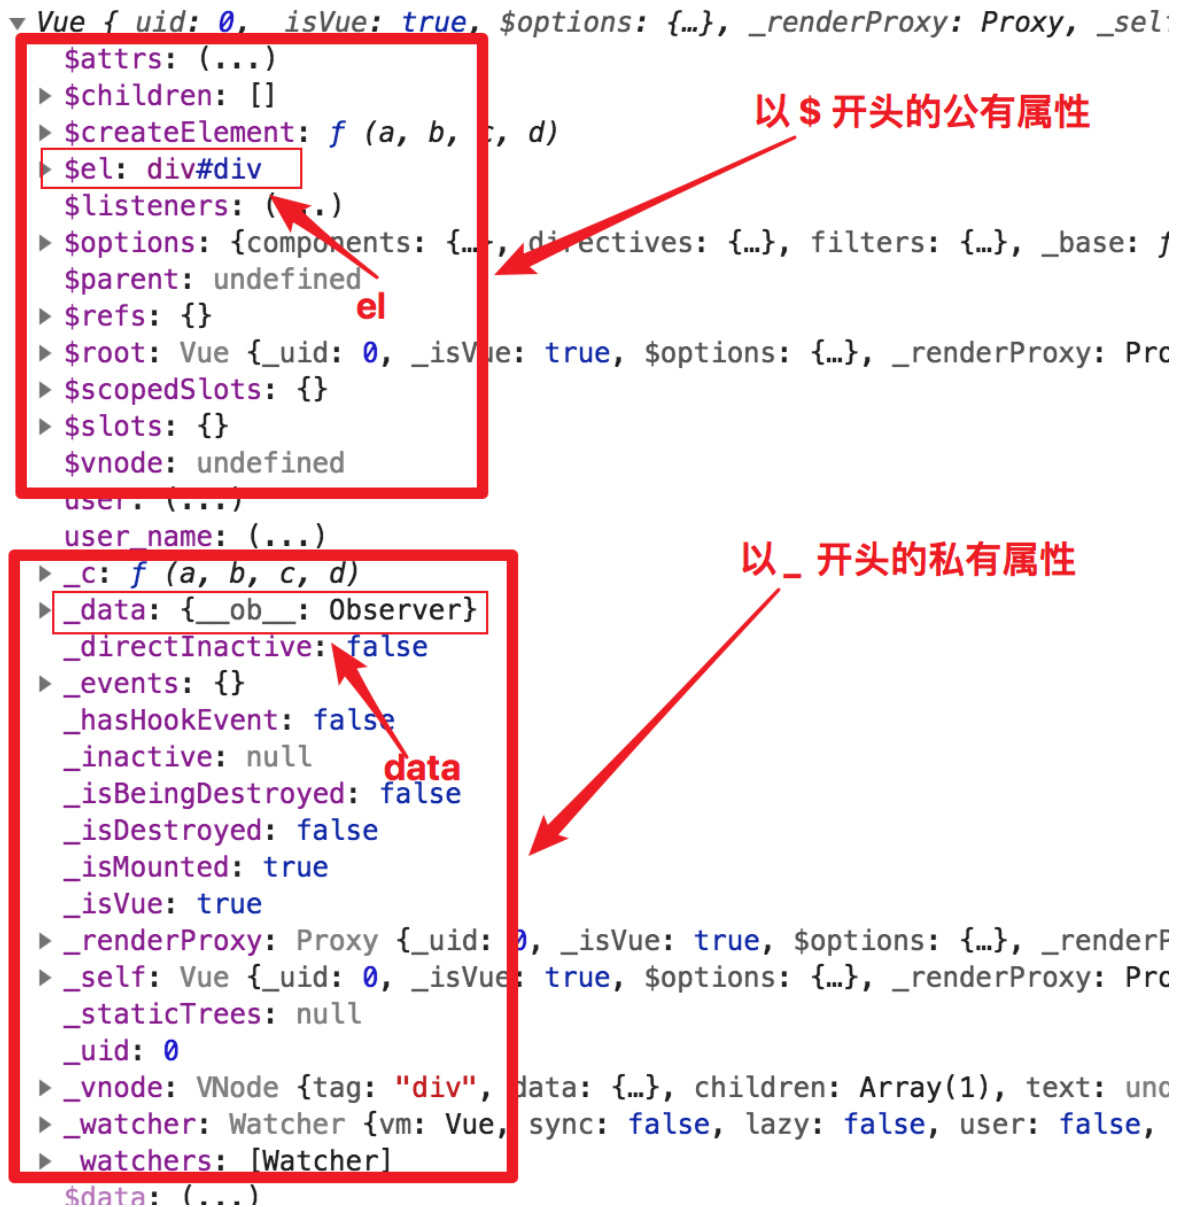 Vue { uid: 0, _isVue: true, $options: {…}, _renderProxy: Proxy, _sel
$attrs: (...)
$children: []
以 $ 开头的公有属性
$createElement: ƒ (a, b, c, d)
$el: div#div
$listeners: (...)
$options: {components: {…}, directives: {…}, filters: {…}, _base: ƒ
$parent: undefined
el
$refs: {}
$root: Vue {_uid: 0, _isVue: true, $options: {…}, _renderProxy: Pro
$scopedSlots: {}
$slots: {}
$vnode: undefined
user: (...)
user_name: (...)
以 _ 开头的私有属性
_c: ƒ (a, b, c, d)
_data: {__ob__: Observer}
_directInactive: false
_events: {}
_hasHookEvent: false
_inactive: null
data
_isBeingDestroyed: false
_isDestroyed: false
_isMounted: true
_isVue: true
_renderProxy: Proxy {_uid: 0, _isVue: true, $options: {…}, _renderP
_self: Vue {_uid: 0, _isVue: true, $options: {…}, _renderProxy: Pro
_staticTrees: null
_uid: 0
_vnode: VNode {tag: "div", data: {…}, children: Array(1), text: und
_watcher: Watcher {vm: Vue, sync: false, lazy: false, user: false,
_watchers: [Watcher]
$data: (...)